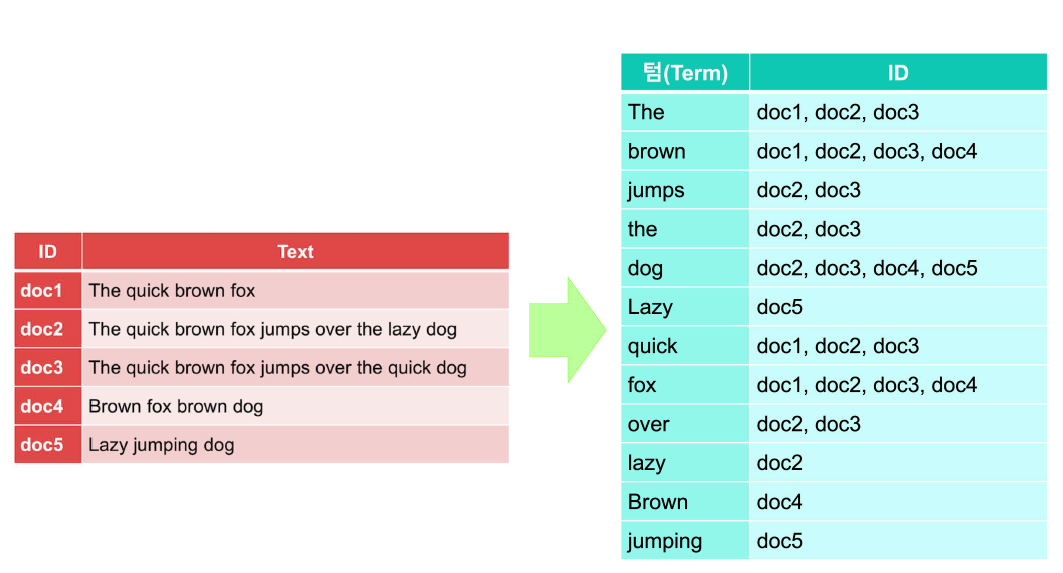 ID Text
doc1 The quick brown fox
doc2 The quick brown fox jumps over the lazy dog
doc3 The quick brown fox jumps over the quick dog
doc4 Brown fox brown dog
doc5 Lazy jumping dog
텀(Term) ID
The doc1, doc2, doc3
brown doc1, doc2, doc3, doc4
jumps doc2, doc3
the doc2, doc3
dog doc2, doc3, doc4, doc5
Lazy doc5
quick doc1, doc2, doc3
fox doc1, doc2, doc3, doc4
over doc2, doc3
lazy doc2
Brown doc4
jumping doc5